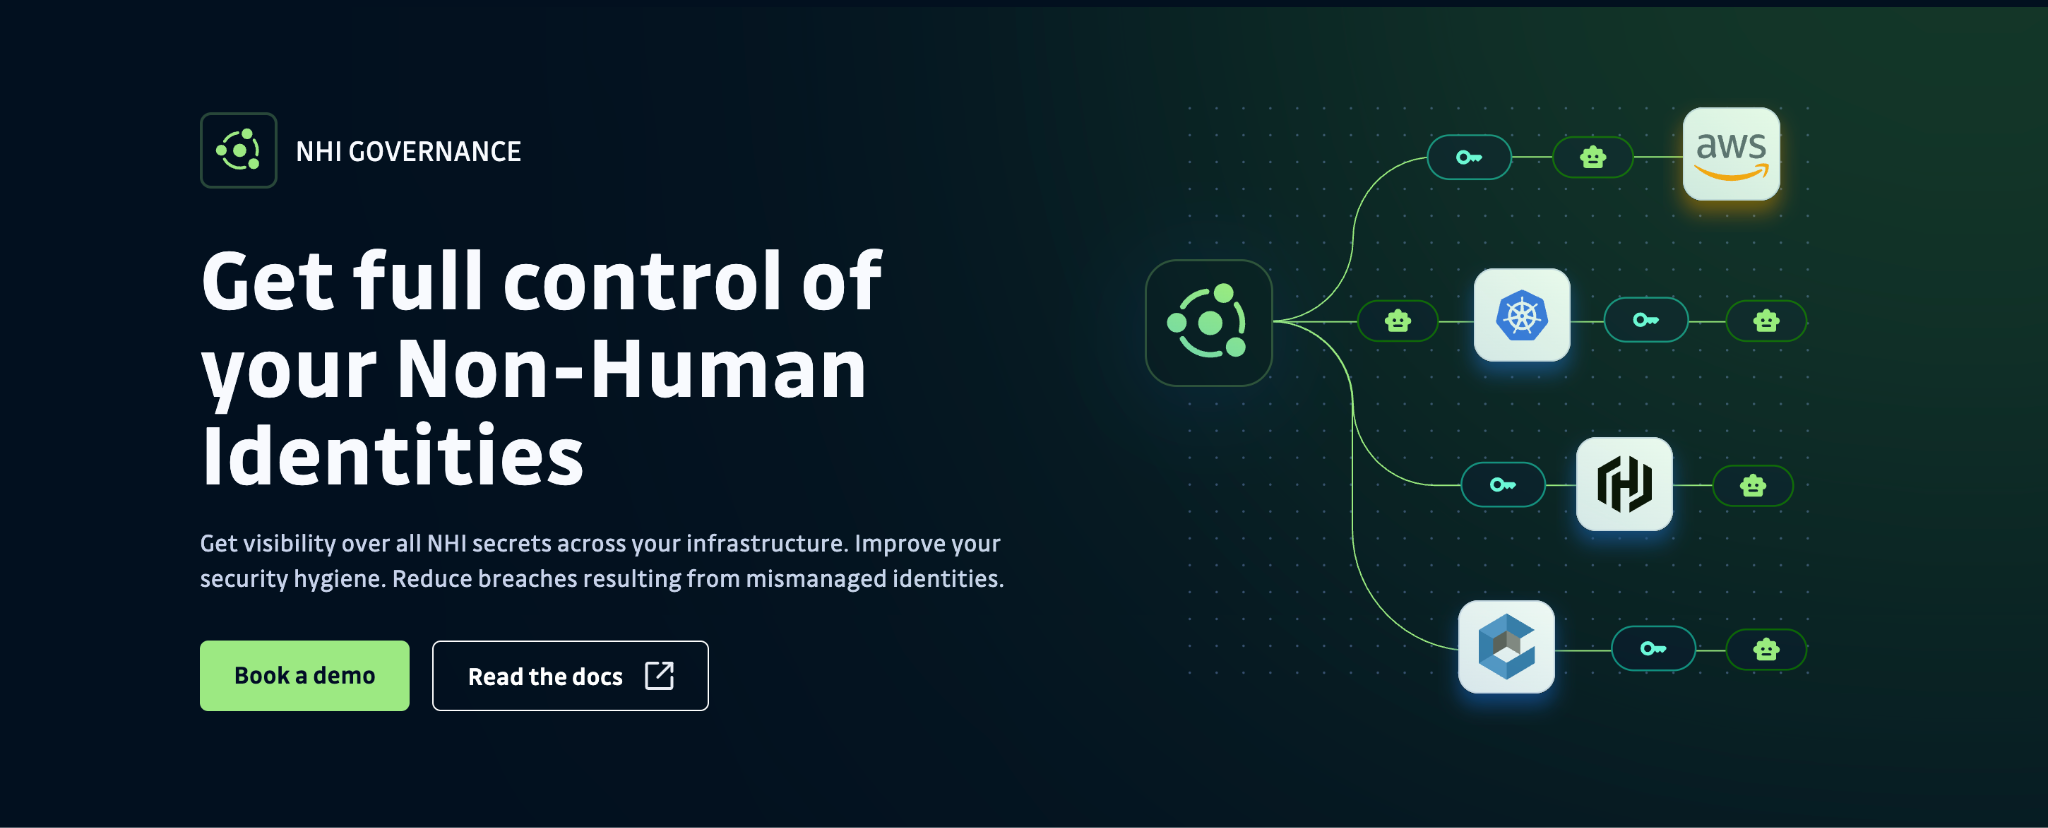 NHI GOVERNANCE
Get full control of
your Non-Human
Identities
Get visibility over all NHI secrets across your infrastructure. Improve your
security hygiene. Reduce breaches resulting from mismanaged identities.
Book a demo
Read the docs
aws